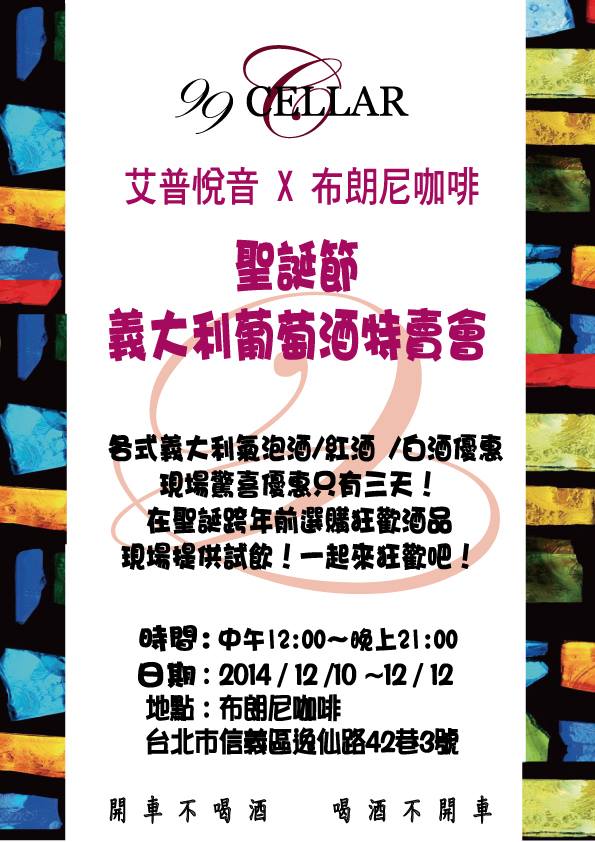 99 CELLAR
艾普悅音 X 布朗尼咖啡
聖誕節
義大利葡萄酒特賣會
各式義大利氣泡酒/紅酒 /白酒優惠
現場驚喜優惠只有三天！
在聖誕跨年前選購狂歡酒品
現場提供試飲！一起來狂歡吧！
時間：中午12:00～晚上21:00
日期：2014 / 12 /10 ~12 / 12
地點：布朗尼咖啡
台北市信義區逸仙路42巷3號
開車不喝酒 喝酒不開車